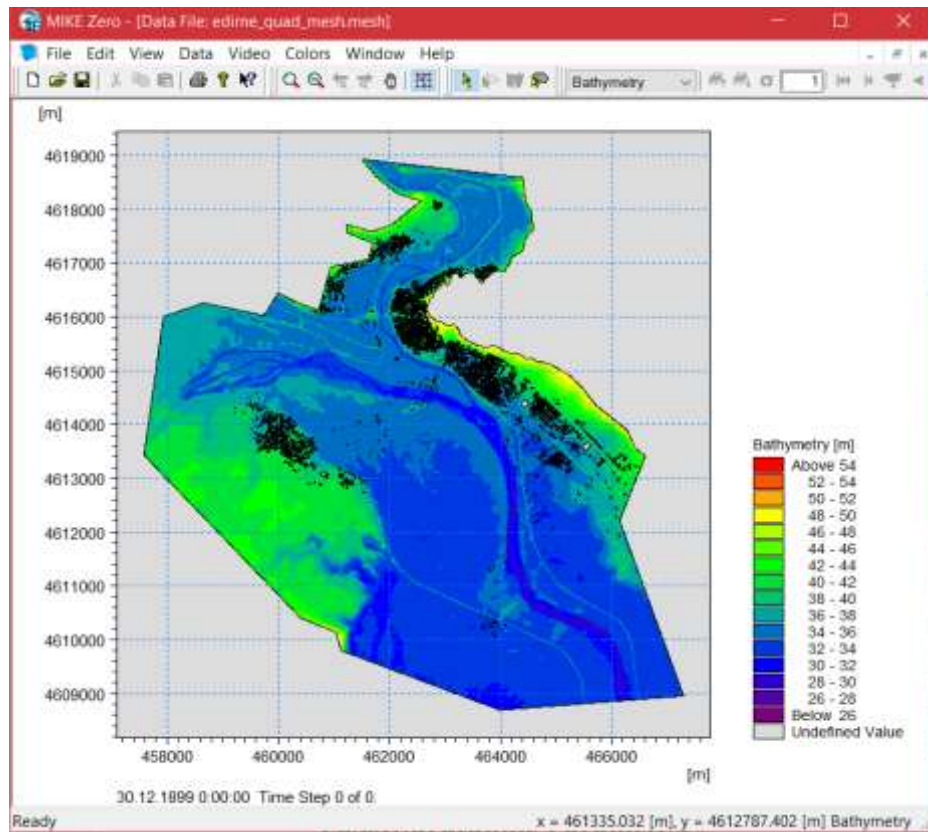 MIKE Zero - [Data File: edirne_quad_mesh.mesh]
File Edit View Data Video Colors Window Help
Bathymetry 1
[m]
4619000
4618000
4617000
4616000
4615000
4614000
4613000
4612000
4611000
4610000
4609000
458000 460000 462000 464000 466000
[m]
Bathymetry [m]
Above 54
52 - 54
50 - 52
48 - 50
46 - 48
44 - 46
42 - 44
40 - 42
38 - 40
36 - 38
34 - 36
32 - 34
30 - 32
28 - 30
26 - 28
Below 26
Undefined Value
30.12.1899 0:00:00 Time Step 0 of 0.
Ready x = 461335.032 [m], y = 4612787.402 [m] Bathymetry